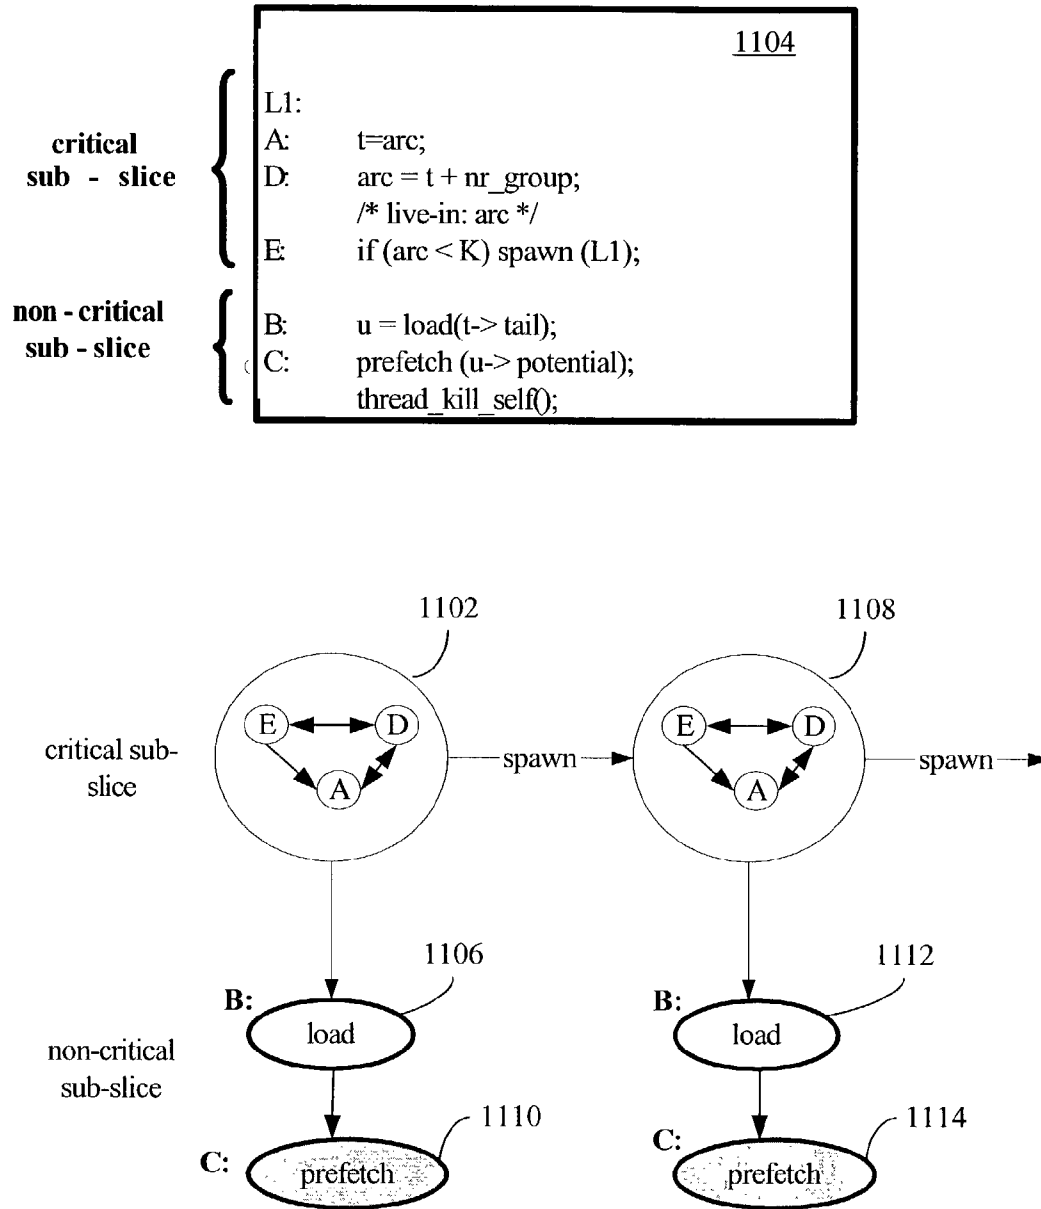 1104
critical
sub - slice
L1:
A: t=arc;
D: arc = t + nr_group;
/* live-in: arc */
E: if (arc < K) spawn (L1);
non - critical
sub - slice
B: u = load(t-> tail);
C: prefetch (u-> potential);
thread_kill_self();
1102
1108
E D
A
E D
A
critical sub-
slice
spawn
spawn
1106
1112
B: load
B: load
non-critical
sub-slice
1110
1114
C: prefetch
C: prefetch